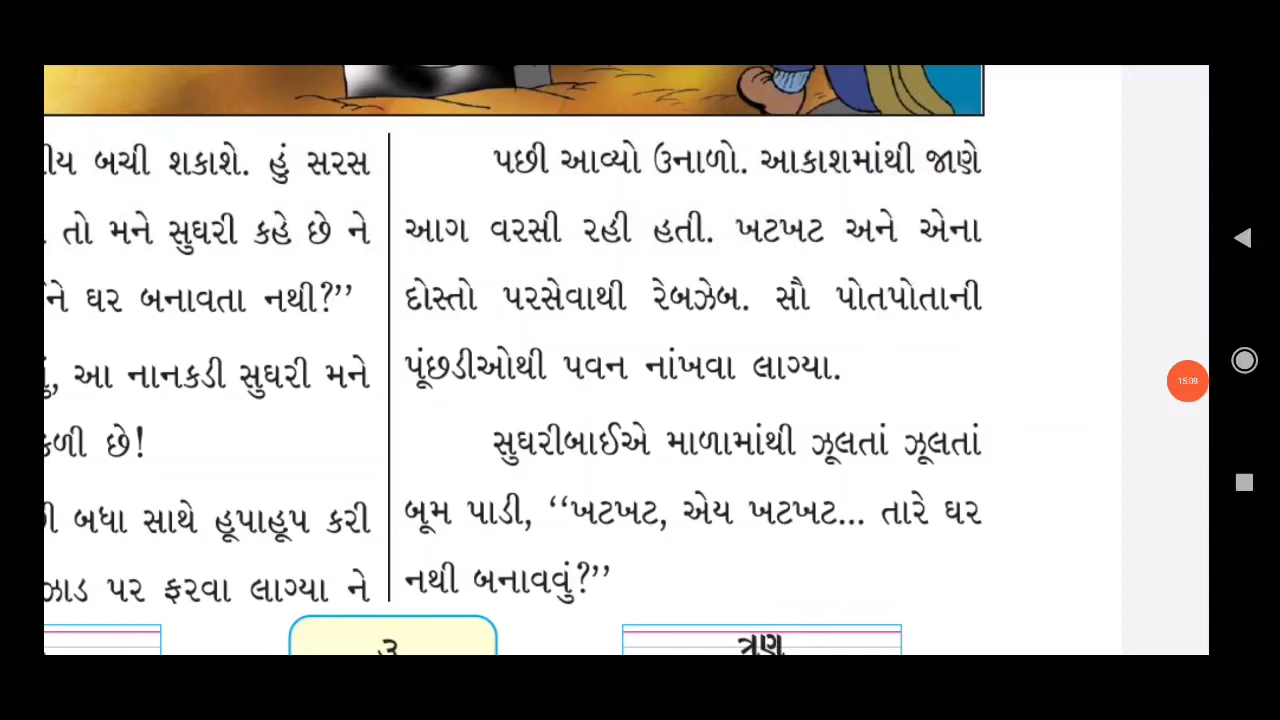 બચી શકાશે. હું સરસ
તો મને સુઘરી કહે છે ને
ઘર બનાવતા નથી?’’
આ નાનકડી સુઘરી મને
છે!
બધા સાથે હૂપાહૂપ કરી
ઝાડ પર ફરવા લાગ્યા ને
પછી આવ્યો ઉનાળો. આકાશમાંથી જાણે
આગ વરસી રહી હતી. ખટખટ અને એના
દોસ્તો પરસેવાથી રેબઝેબ. સૌ પોતપોતાની
પૂંછડીઓથી પવન નાંખવા લાગ્યા.
સુઘરીબાઈએ માળામાંથી ઝૂલતાં ઝૂલતાં
બૂમ પાડી, ‘‘ખટખટ, એય ખટખટ... તારે ઘર
નથી બનાવવું?’’
૩
ત્રણ
15:09